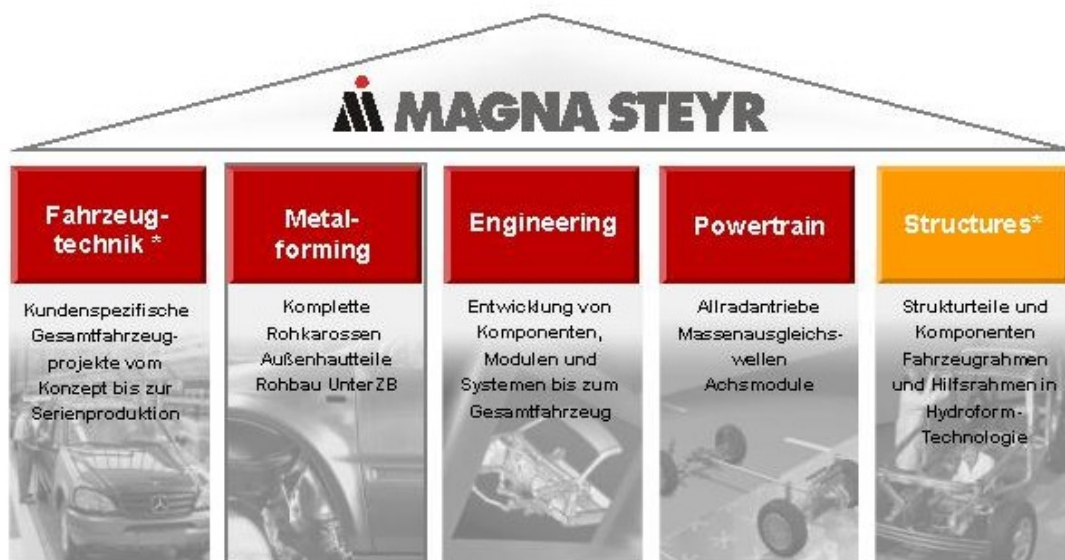 MAGNA STEYR
Fahrzeug-
technik *
Kundenspezifische
Gesamtfahrzeug-
projekte vom
Konzept bis zur
Serienproduktion
Metal-
forming
Komplette
Rohkarossen
Außenhautteile
Rohbau UnterZB
Engineering
Entwicklung von
Komponenten,
Modulen und
Systemen bis zum
Gesamtfahrzeug
Powertrain
Allradantriebe
Massenausgleichs-
wellen
Achsmodule
Structures*
Strukturteile und
Komponenten
Fahrzeugrahmen
und Hilfsrahmen in
Hydroform-
Technologie